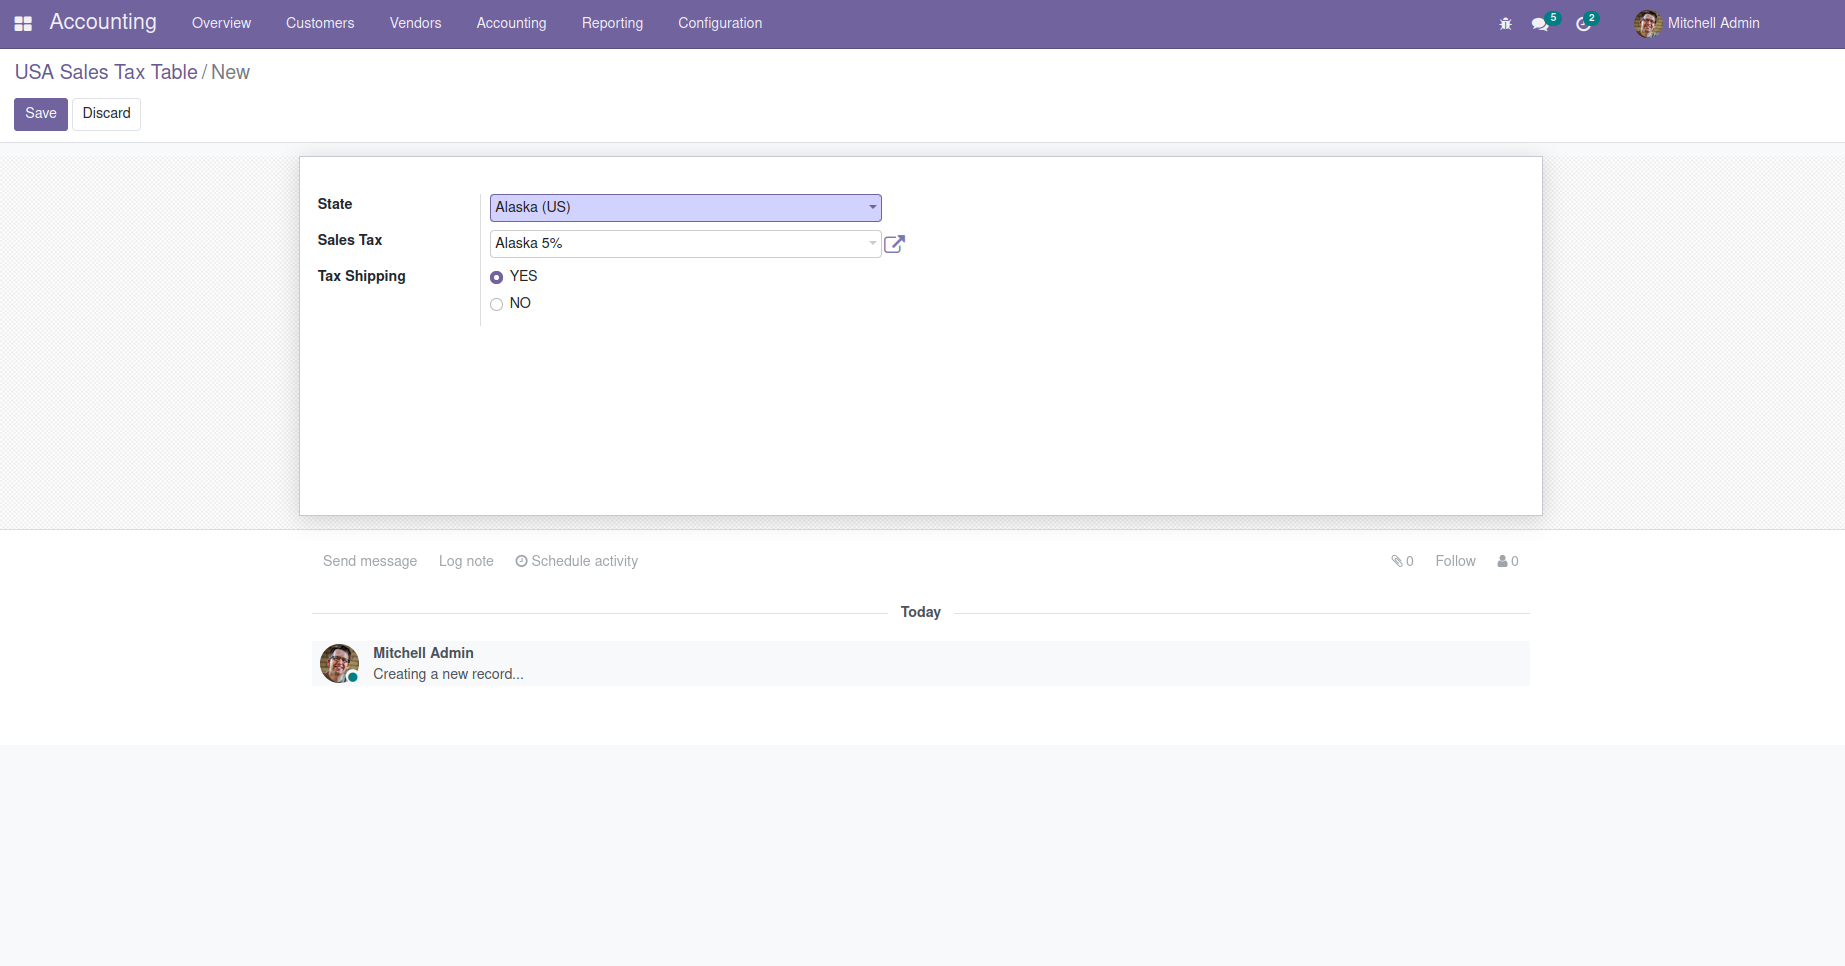 Accounting Overview Customers Vendors Accounting Reporting Configuration 5 2 Mitchell Admin
USA Sales Tax Table / New
Save Discard
State Alaska (US)
Sales Tax Alaska 5%
Tax Shipping YES
NO
Send message Log note Schedule activity 0 Follow 0
Today
Mitchell Admin
Creating a new record...